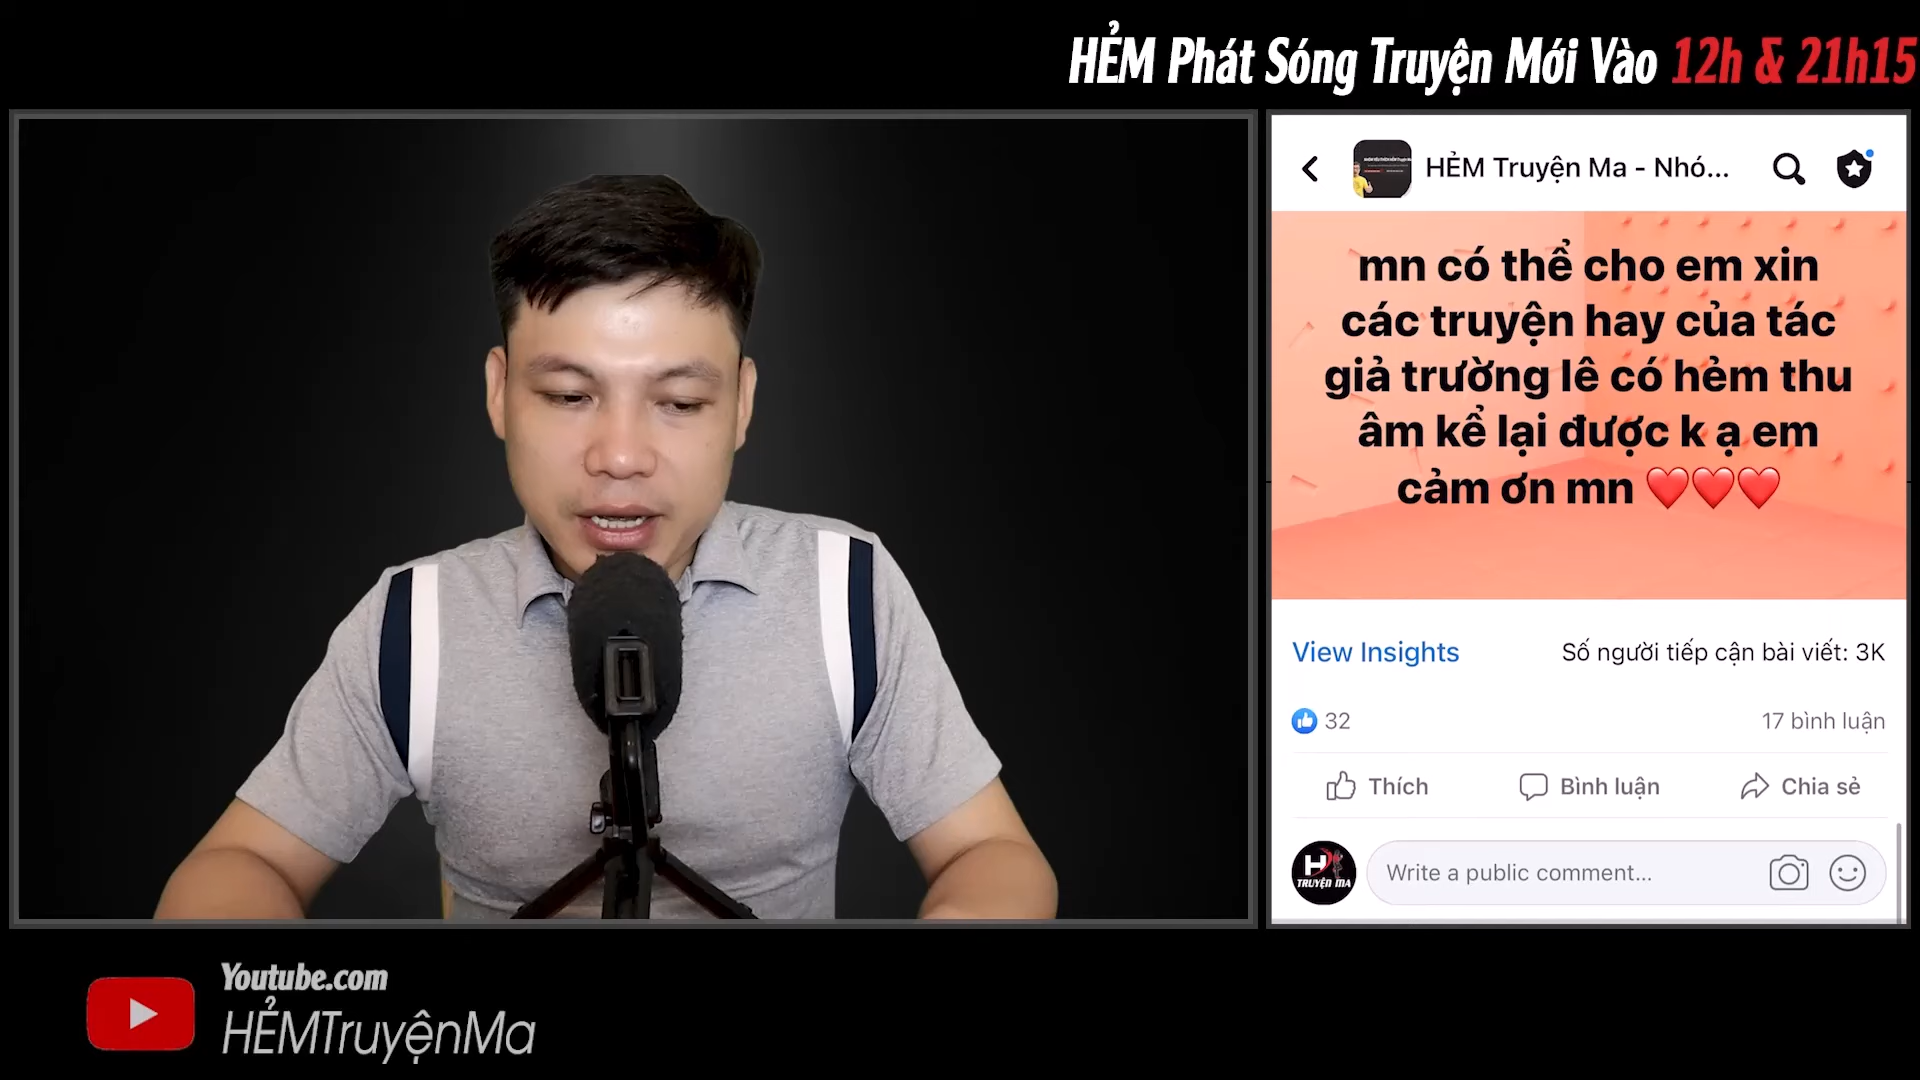 HẺM Phát Sóng Truyện Mới Vào 12h & 21h15
HẺM Truyện Ma - Nhó...
mn có thể cho em xin
các truyện hay của tác
giả trường lê có hẻm thu
âm kể lại được k ạ em
cảm ơn mn ❤️❤️❤️
View Insights
Số người tiếp cận bài viết: 3K
32
17 bình luận
Thích
Bình luận
Chia sẻ
H
TRUYỆN MA
Write a public comment...
Youtube.com
HẺMTruyệnMa